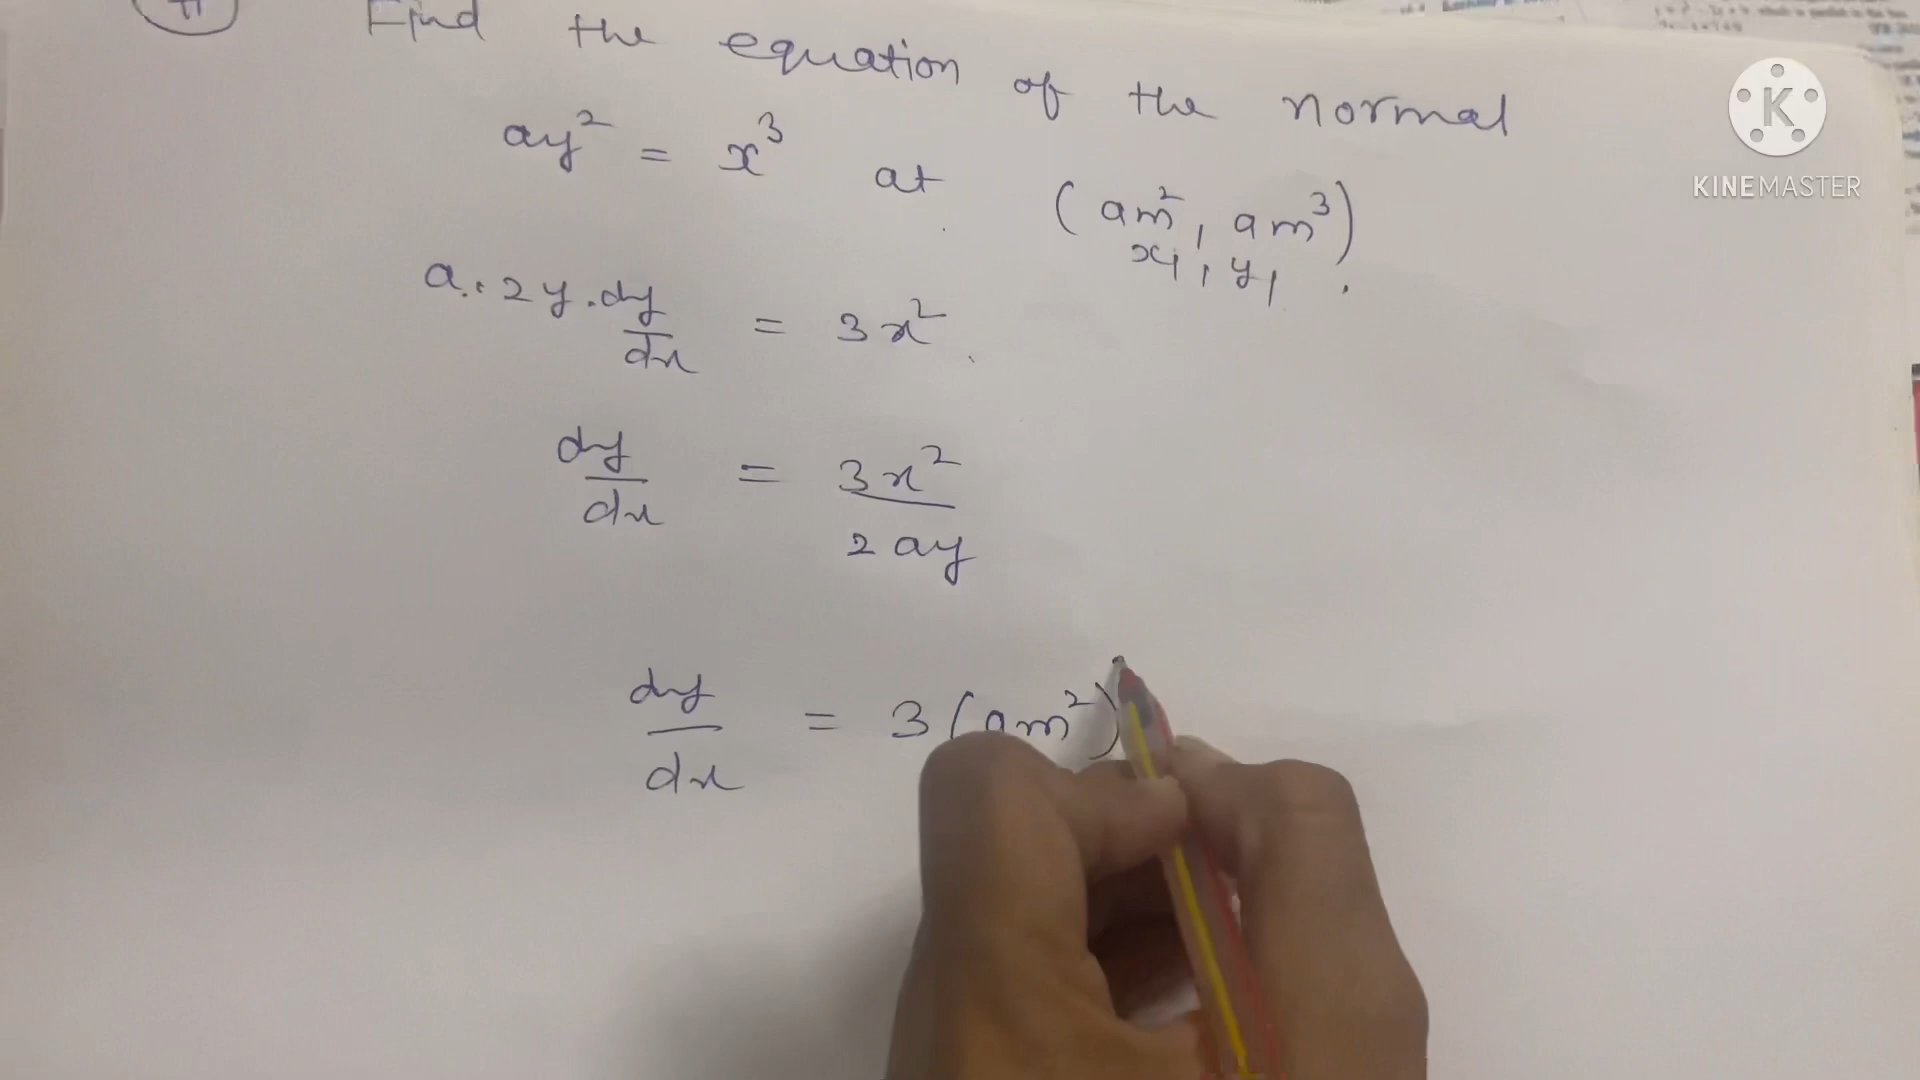 Find the equation of the normal
ay² = x³ at (am², am³)
x₁, y₁
a.2y.dy/dx = 3x²
dy/dx = 3x²/2ay
dy/dx = 3(am²)
K
KINEMASTER